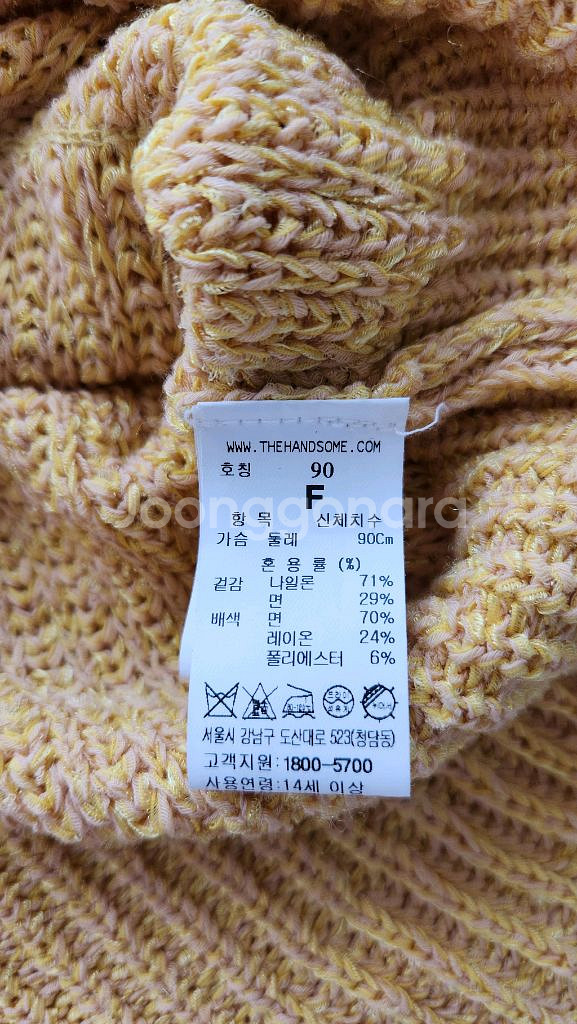 WWW.THEHANDSOME.COM
호칭 90
F
Joonggonara
항 목 신체치수
가슴 둘레 90Cm
혼 용 률 (%)
겉감 나일론 71%
면 29%
배색 면 70%
레이온 24%
폴리에스터 6%
서울시 강남구 도산대로 523(청담동)
고객지원:1800-5700
사용연령:14세 이상